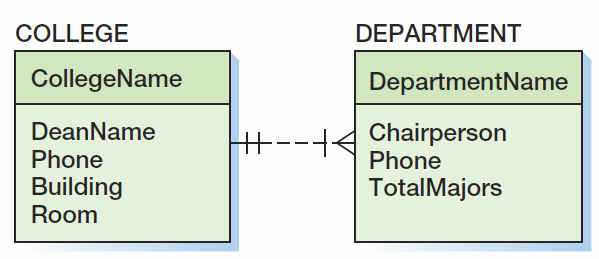 COLLEGE
CollegeName
DeanName
Phone
Building
Room
DEPARTMENT
DepartmentName
Chairperson
Phone
TotalMajors